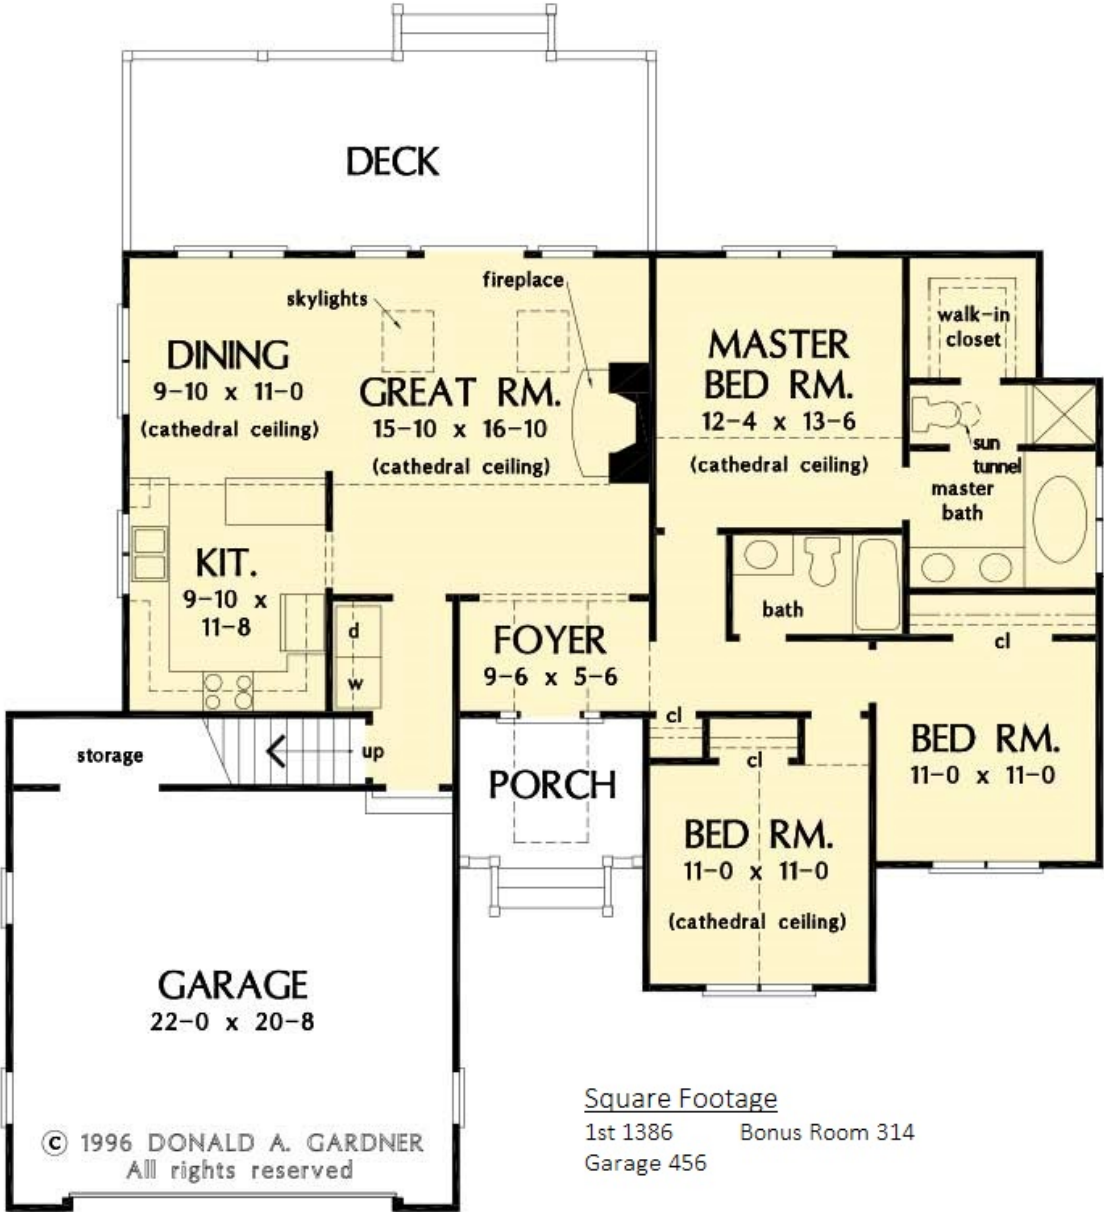 DECK
skylights
fireplace
DINING
9-10 x 11-0
(cathedral ceiling)
GREAT RM.
15-10 x 16-10
(cathedral ceiling)
MASTER
BED RM.
12-4 x 13-6
(cathedral ceiling)
walk-in
closet
sun
tunnel
master
bath
KIT.
9-10 x
11-8
d
w
FOYER
9-6 x 5-6
bath
cl
cl
cl
storage
up
PORCH
BED RM.
11-0 x 11-0
BED RM.
11-0 x 11-0
(cathedral ceiling)
GARAGE
22-0 x 20-8
© 1996 DONALD A. GARDNER
All rights reserved
Square Footage
1st 1386 Bonus Room 314
Garage 456